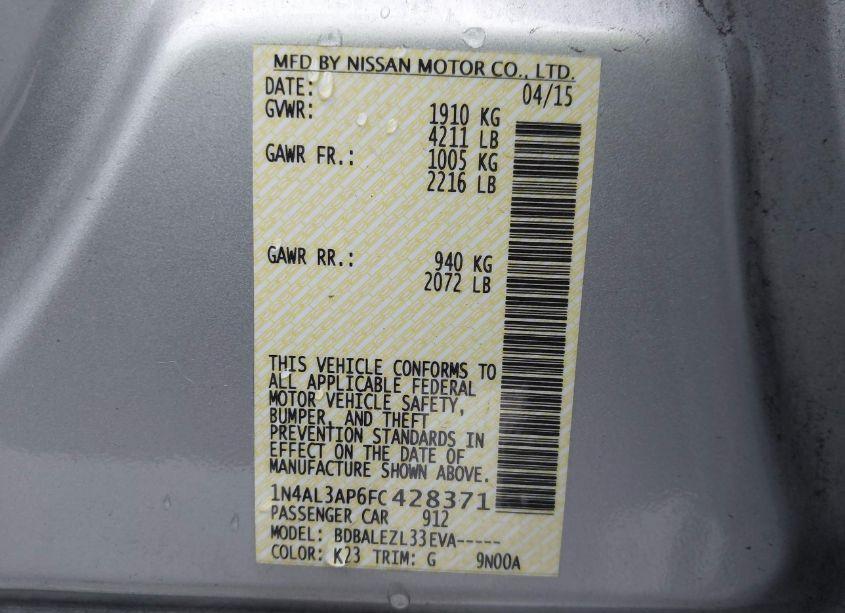 MFD BY NISSAN MOTOR CO., LTD.
DATE: 04/15
GVWR: 1910 KG
4211 LB
GAWR FR.: 1005 KG
2216 LB
GAWR RR.: 940 KG
2072 LB
THIS VEHICLE CONFORMS TO
ALL APPLICABLE FEDERAL
MOTOR VEHICLE SAFETY,
BUMPER, AND THEFT
PREVENTION STANDARDS IN
EFFECT ON THE DATE OF
MANUFACTURE SHOWN ABOVE.
1N4AL3AP6FC428371
PASSENGER CAR 912
MODEL: BDBALEZL33EVA-----
COLOR: K23 TRIM: G 9N00A